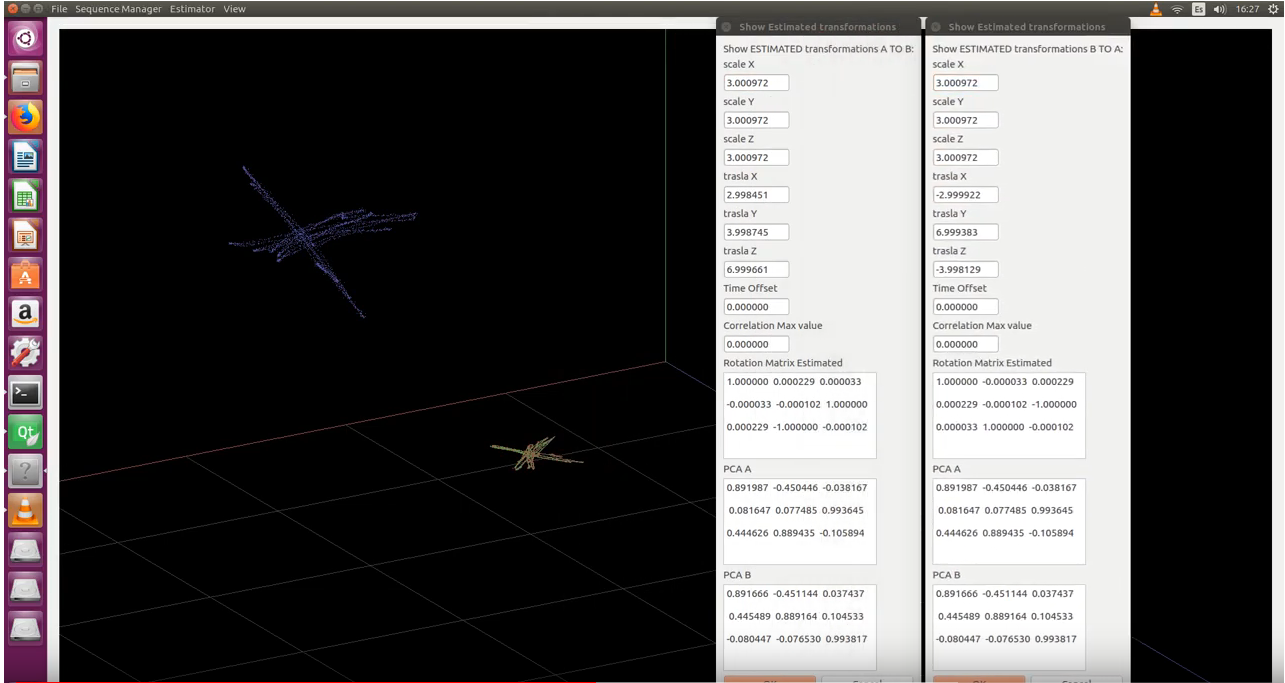 File Sequence Manager Estimator View
Es 16:27
Show Estimated transformations
Show ESTIMATED transformations A TO B:
scale X
3.000972
scale Y
3.000972
scale Z
3.000972
trasla X
2.998451
trasla Y
3.998745
trasla Z
6.999661
Time Offset
0.000000
Correlation Max value
0.000000
Rotation Matrix Estimated
1.000000 0.000229 0.000033
-0.000033 -0.000102 1.000000
0.000229 -1.000000 -0.000102
PCA A
0.891987 -0.450446 -0.038167
0.081647 0.077485 0.993645
0.444626 0.889435 -0.105894
PCA B
0.891666 -0.451144 0.037437
0.445489 0.889164 0.104533
-0.080447 -0.076530 0.993817
Show Estimated transformations
Show ESTIMATED transformations B TO A:
scale X
3.000972
scale Y
3.000972
scale Z
3.000972
trasla X
-2.999922
trasla Y
6.999383
trasla Z
-3.998129
Time Offset
0.000000
Correlation Max value
0.000000
Rotation Matrix Estimated
1.000000 -0.000033 0.000229
0.000229 -0.000102 -1.000000
0.000033 1.000000 -0.000102
PCA A
0.891987 -0.450446 -0.038167
0.081647 0.077485 0.993645
0.444626 0.889435 -0.105894
PCA B
0.891666 -0.451144 0.037437
0.445489 0.889164 0.104533
-0.080447 -0.076530 0.993817
Qt